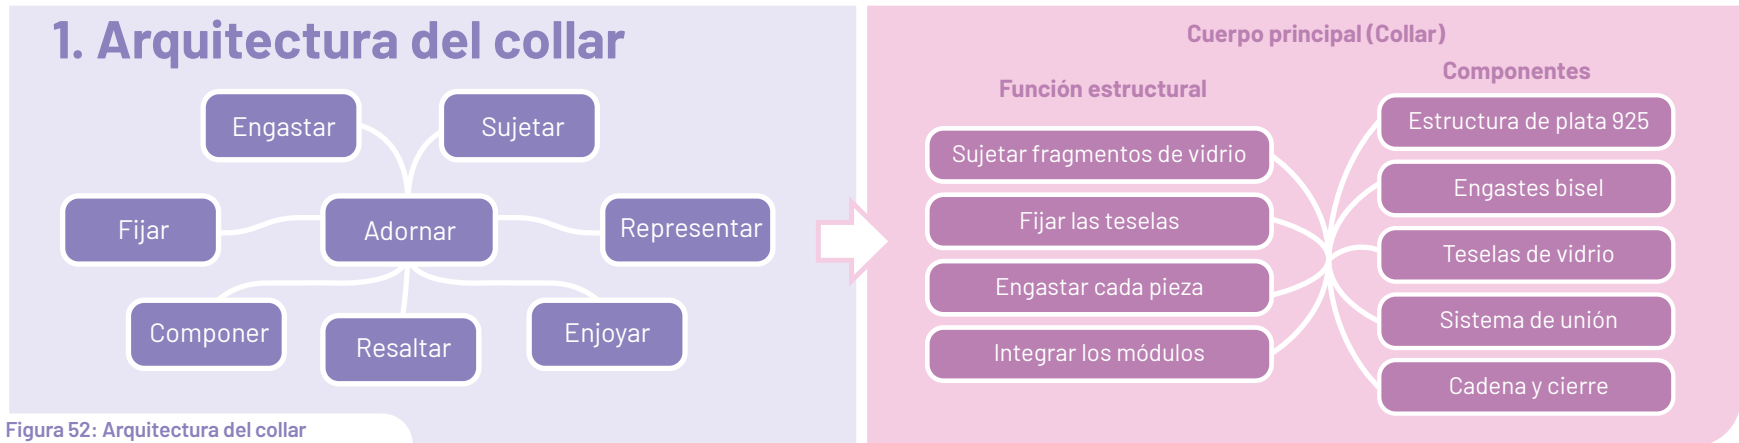 1. Arquitectura del collar
Engastar
Sujetar
Fijar
Adornar
Representar
Componer
Resaltar
Enjoyar
Figura 52: Arquitectura del collar
Cuerpo principal (Collar)
Función estructural
Sujetar fragmentos de vidrio
Fijar las teselas
Engastar cada pieza
Integrar los módulos
Componentes
Estructura de plata 925
Engastes bisel
Teselas de vidrio
Sistema de unión
Cadena y cierre